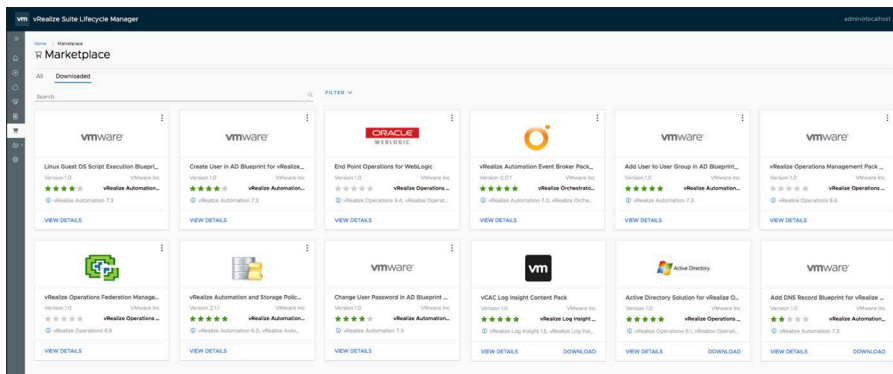 vm vRealize Suite Lifecycle Manager
admin@localhost
Home > Marketplace
Marketplace
All Downloaded
Search
FILTER
vmware
vmware
ORACLE
WEBLOGIC
vmware
vmware
Linux Guest OS Script Execution Bluepri...
Version 1.0 VMware Inc
vRealize Automation...
vRealize Automation 7.3
VIEW DETAILS
Create User in AD Blueprint for vRealize...
Version 1.0 VMware Inc
vRealize Automation...
vRealize Automation 7.3
VIEW DETAILS
End Point Operations for WebLogic
Version 1.0 VMware Inc
vRealize Operations ...
vRealize Operations 6.4, vRealize Operat...
VIEW DETAILS
vRealize Automation Event Broker Pack...
Version 0.0.1 VMware Inc
vRealize Orchestrato...
vRealize Automation 7.0, vRealize Orche...
VIEW DETAILS
Add User to User Group in AD Blueprint...
Version 1.0 VMware Inc
vRealize Automation...
vRealize Automation 7.3
VIEW DETAILS
vRealize Operations Management Pack ...
Version 1.0 VMware Inc
vRealize Operations ...
vRealize Operations 6.6
VIEW DETAILS
vmware
vm
Active Directory
vmware
vRealize Operations Federation Manage...
Version 1.0 VMware Inc
vRealize Operations ...
vRealize Operations 6.6
VIEW DETAILS
vRealize Automation and Storage Polic...
Version 2.1.1 VMware Inc
vRealize Automation...
vRealize Automation 6.0, vRealize Auto...
VIEW DETAILS
Change User Password in AD Blueprint ...
Version 1.0 VMware Inc
vRealize Automation...
vRealize Automation 7.3
VIEW DETAILS
vCAC Log Insight Content Pack
Version 1.0 VMware Inc
vRealize Log Insight ...
vRealize Log Insight 1.5, vRealize Log Insi...
VIEW DETAILS DOWNLOAD
Active Directory Solution for vRealize O...
Version 1.0 VMware Inc
vRealize Operations ...
vRealize Operations 6.1, vRealize Operati...
VIEW DETAILS DOWNLOAD
Add DNS Record Blueprint for vRealize ...
Version 1.0 VMware Inc
vRealize Automation...
vRealize Automation 7.3
VIEW DETAILS DOWNLOAD